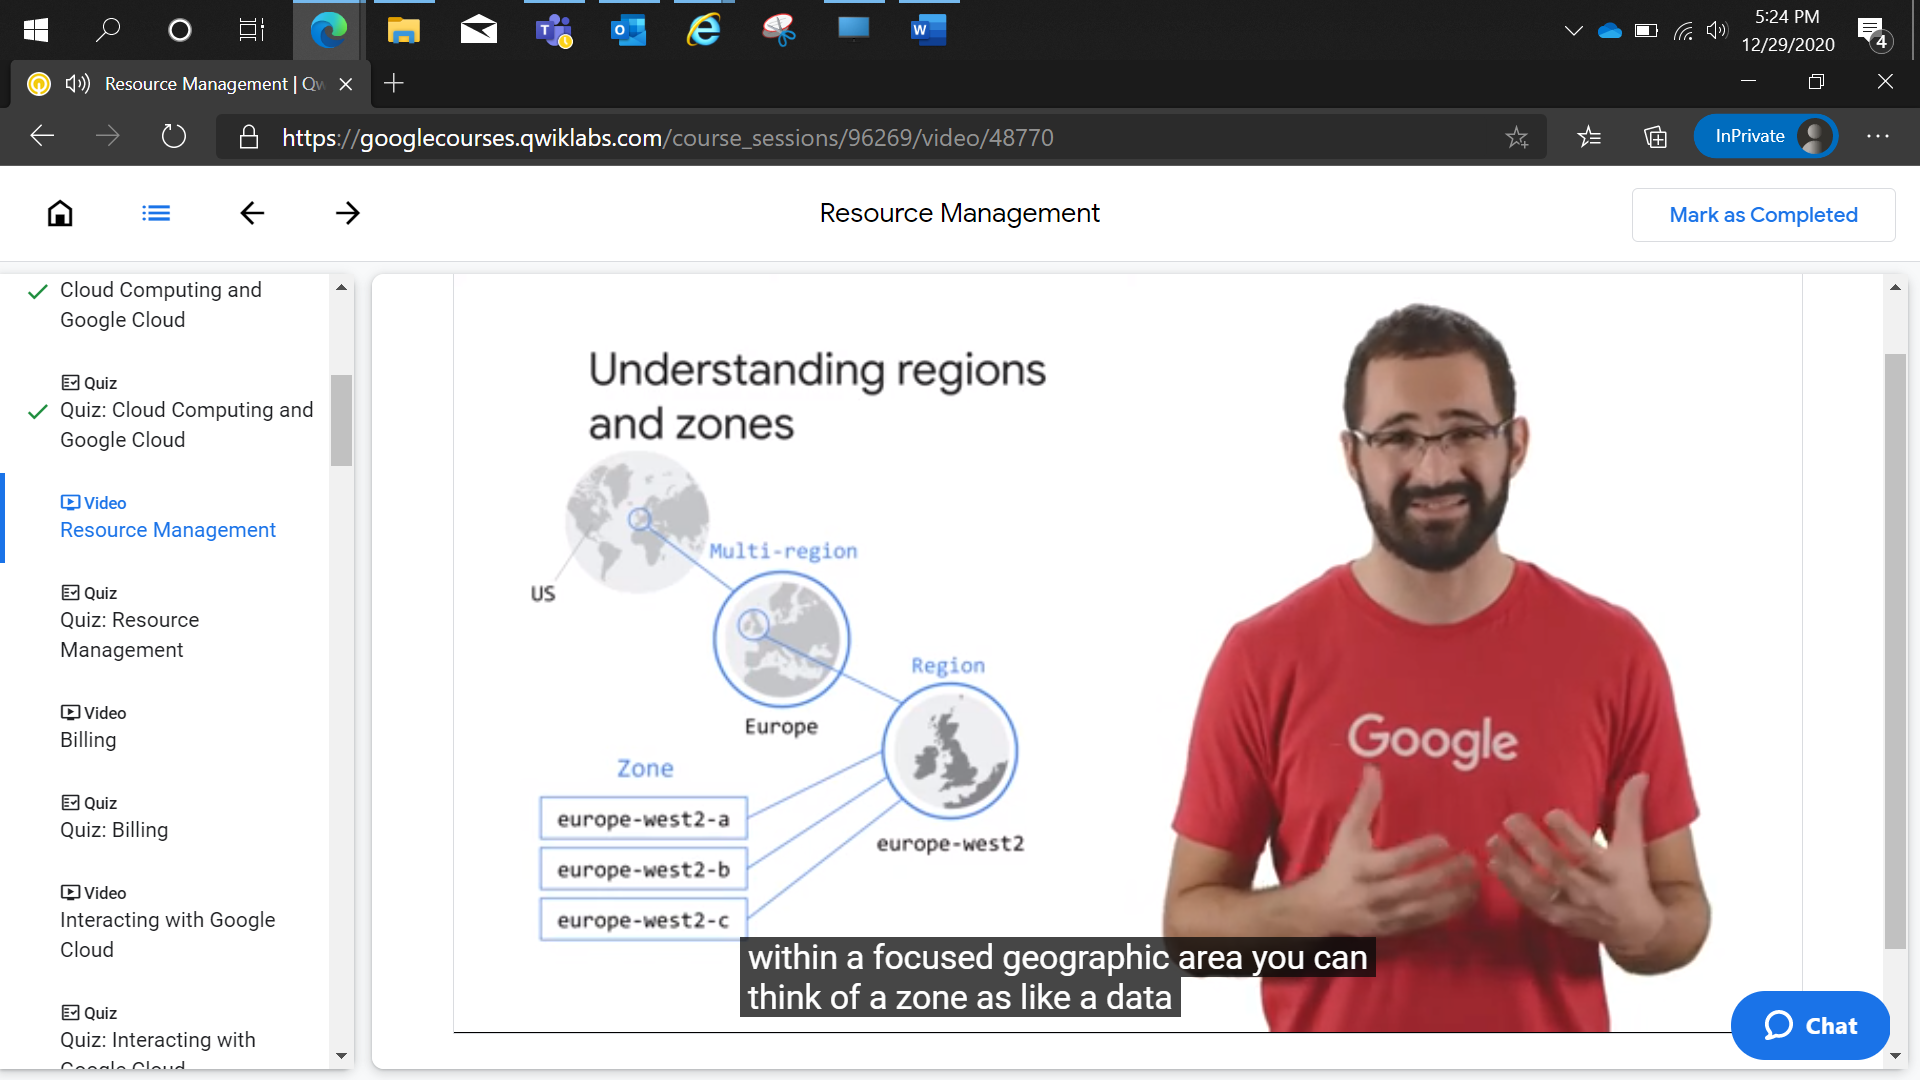 5:24 PM
12/29/2020
4
Resource Management | Qw
https://googlecourses.qwiklabs.com/course_sessions/96269/video/48770
InPrivate
Resource Management
Mark as Completed
Cloud Computing and
Google Cloud
Quiz
Quiz: Cloud Computing and
Google Cloud
Video
Resource Management
Quiz
Quiz: Resource
Management
Video
Billing
Quiz
Quiz: Billing
Video
Interacting with Google
Cloud
Quiz
Quiz: Interacting with
Google Cloud
Understanding regions
and zones
US
Multi-region
Europe
Region
europe-west2
Zone
europe-west2-a
europe-west2-b
europe-west2-c
Google
within a focused geographic area you can
think of a zone as like a data
Chat